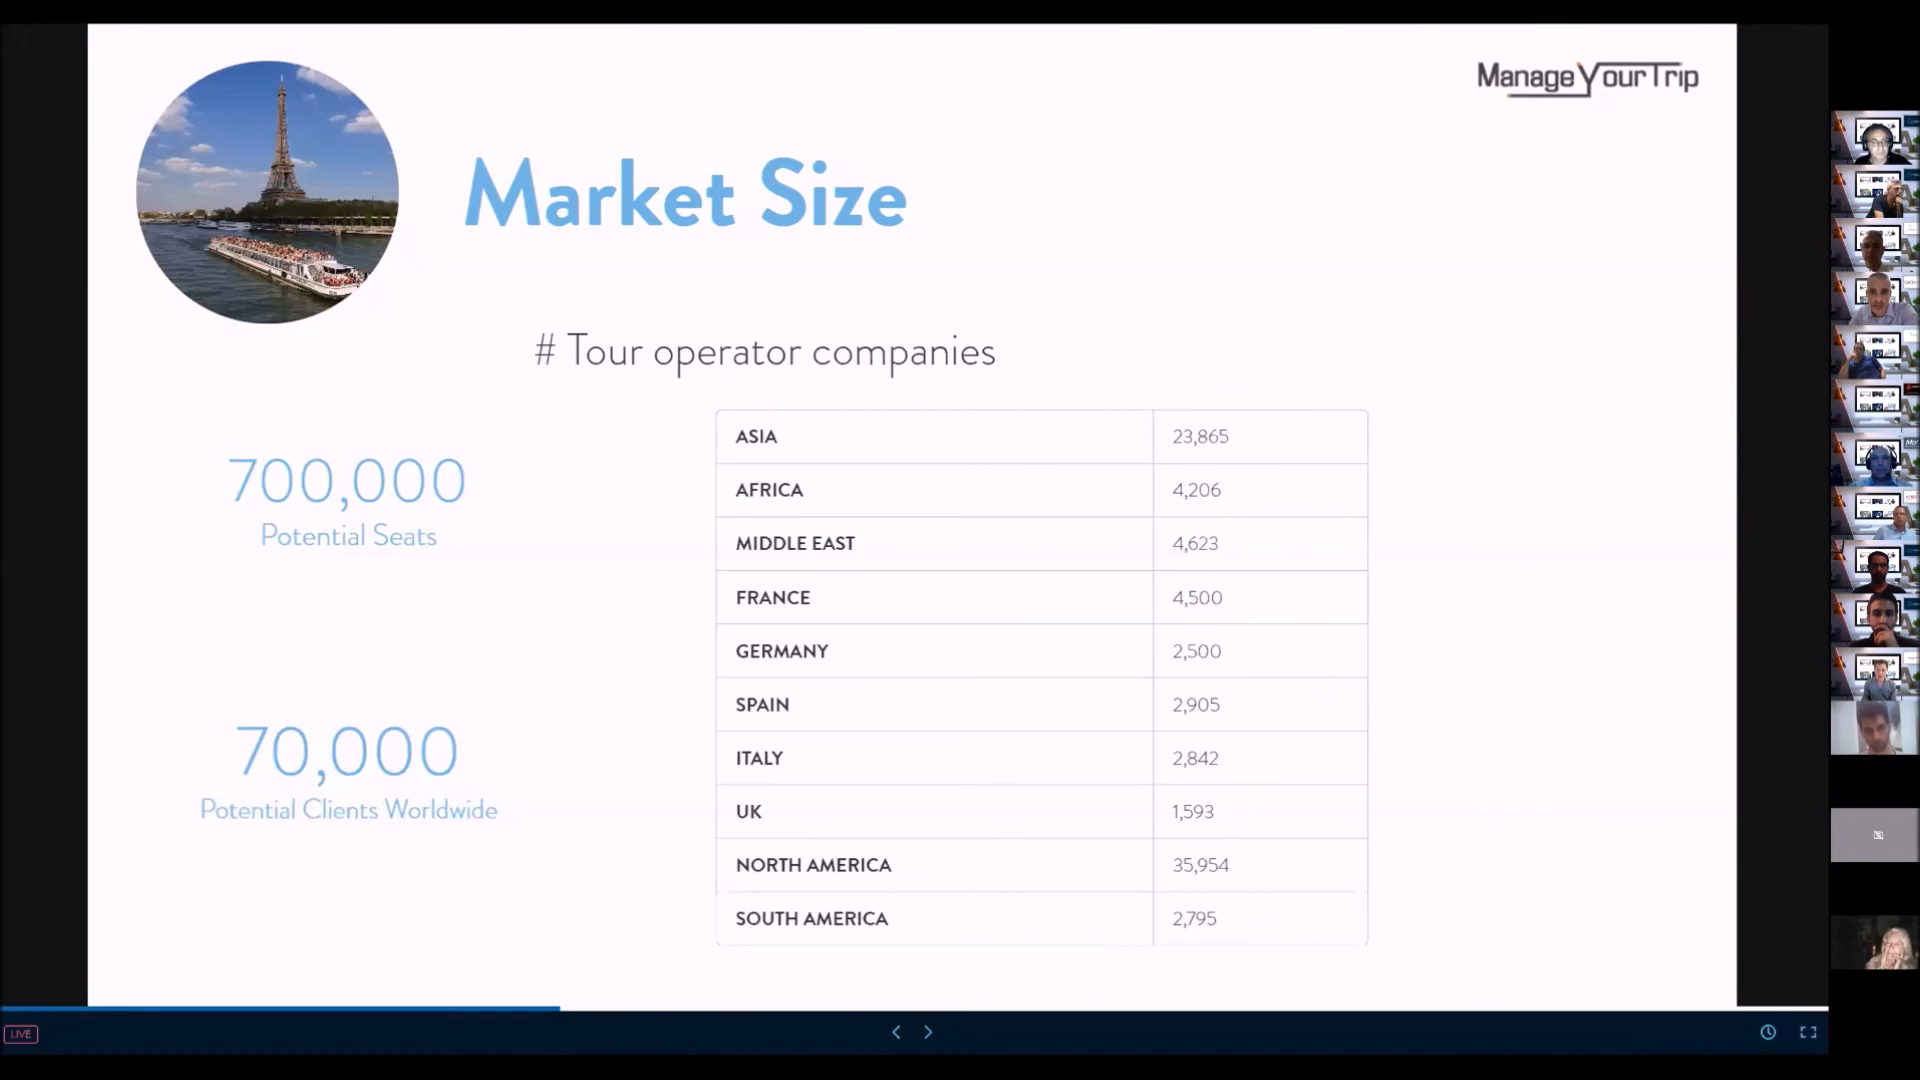 ManageYourTrip
Market Size
# Tour operator companies
700,000
Potential Seats
70,000
Potential Clients Worldwide
ASIA 23,865
AFRICA 4,206
MIDDLE EAST 4,623
FRANCE 4,500
GERMANY 2,500
SPAIN 2,905
ITALY 2,842
UK 1,593
NORTH AMERICA 35,954
SOUTH AMERICA 2,795
LIVE